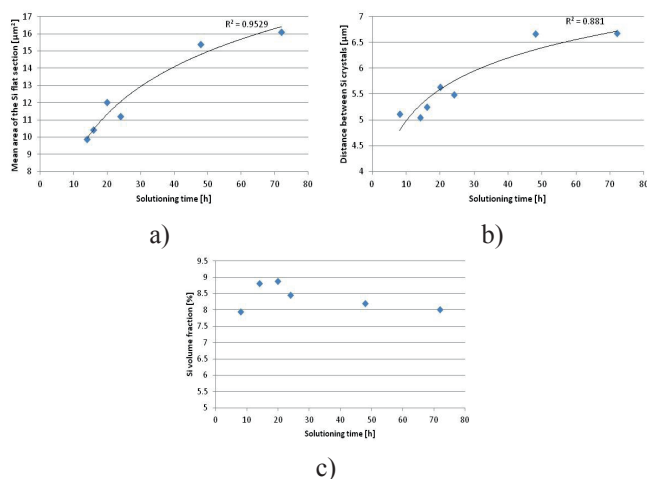 Mean area of the Si flat section [µm²]
17
16
15
14
13
12
11
10
9
8
0 10 20 30 40 50 60 70 80
Solutioning time [h]
R² = 0.9529
a)
Distance between Si crystals [µm]
7
6.5
6
5.5
5
4.5
4
0 10 20 30 40 50 60 70 80
Solutioning time [h]
R² = 0.881
b)
Si volume fraction [%]
9.5
9
8.5
8
7.5
7
6.5
6
5.5
5
0 10 20 30 40 50 60 70 80
Solutioning time [h]
c)